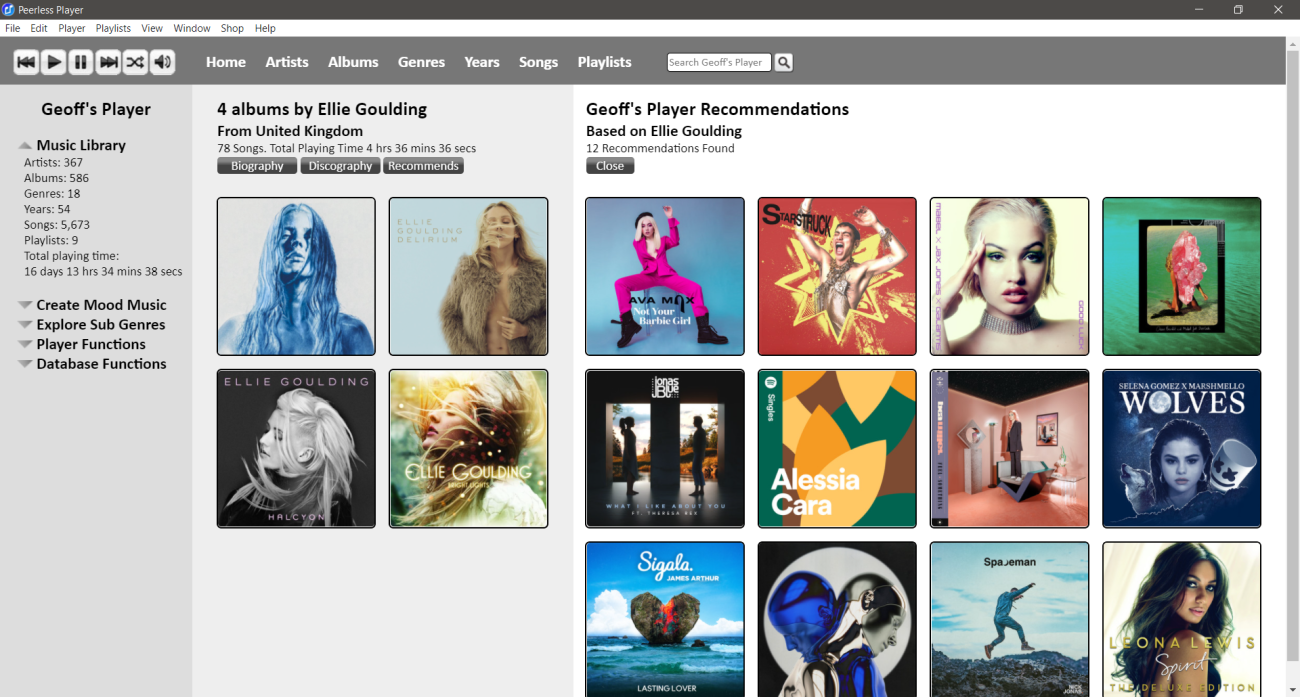 Peerless Player
File Edit Player Playlists View Window Shop Help
Home Artists Albums Genres Years Songs Playlists Search Geoff's Player
Geoff's Player
Music Library
Artists: 367
Albums: 586
Genres: 18
Years: 54
Songs: 5,673
Playlists: 9
Total playing time:
16 days 13 hrs 34 mins 38 secs
Create Mood Music
Explore Sub Genres
Player Functions
Database Functions
4 albums by Ellie Goulding
From United Kingdom
78 Songs. Total Playing Time 4 hrs 36 mins 36 secs
Biography Discography Recommends
ELLIE
GOULDING
DELIRIUM
ELLIE GOULDING
HALCYON
ELLIE GOULDING
BRIGHT LIGHTS
Geoff's Player Recommendations
Based on Ellie Goulding
12 Recommendations Found
Close
AVA MAX
Not Your
Barbie Girl
STARSTRUCK
MABEL X JAX JONES X
GOOD LUCK
JONAS
BLUE
WHAT I LIKE ABOUT YOU
FT. THERESA REX
Singles
Alessia
Cara
SELENA GOMEZ X MARSHMELLO
WOLVES
Sigala.
JAMES ARTHUR
LASTING LOVER
Spaceman
NICK
JONAS
LEONA LEWIS
Spirit
THE DELUXE EDITION